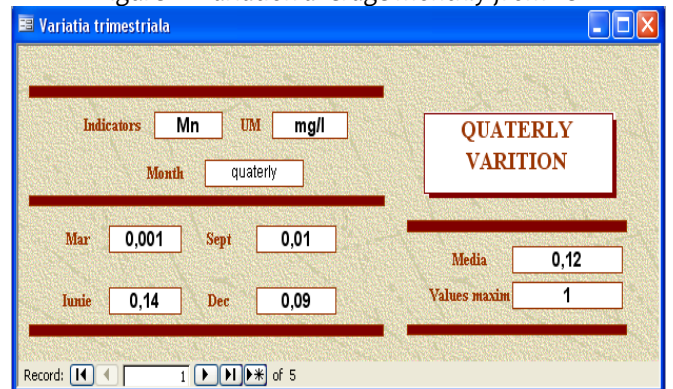 Variatia trimestriala
Indicators Mn UM mg/l
Month quaterly
QUATERLY
VARITION
Mar 0,001 Sept 0,01
Iunie 0,14 Dec 0,09
Media 0,12
Values maxim 1
Record: 1 of 5